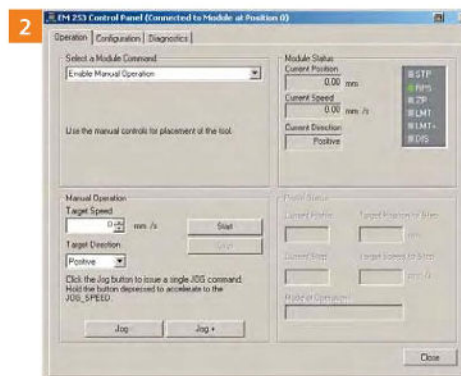 2
EM 253 Control Panel (Connected to Module at Position 0)
Operation
Configuration
Diagnostics
Select a Module Command
Enable Manual Operation
Use the manual controls for placement of the tool.
Module Status
Current Position
0.00 mm
Current Speed
0.00 mm /s
Current Direction
Positive
STP
RPS
ZP
LMT-
LMT+
DIS
Manual Operation
Target Speed
0 mm /s
Start
Target Direction
Positive
Click the Jog button to issue a single JOG command.
Hold the button depressed to accelerate to the
JOG_SPEED.
Jog -
Jog +
Profile Status
Current Profile
Target Position for Step
mm
Current Step
Target Speed for Step
mm /s
Mode of Operation
Close